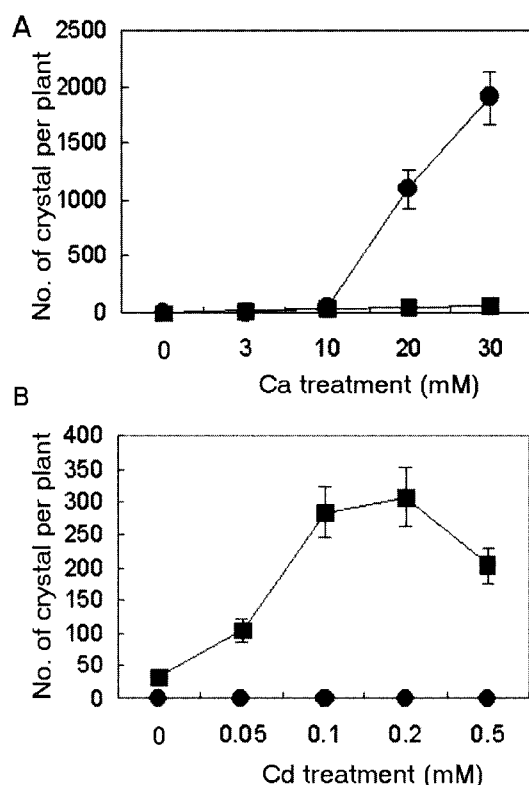 A
No. of crystal per plant
2500
2000
1500
1000
500
0
0 3 10 20 30
Ca treatment (mM)
B
No. of crystal per plant
400
350
300
250
200
150
100
50
0
0 0.05 0.1 0.2 0.5
Cd treatment (mM)